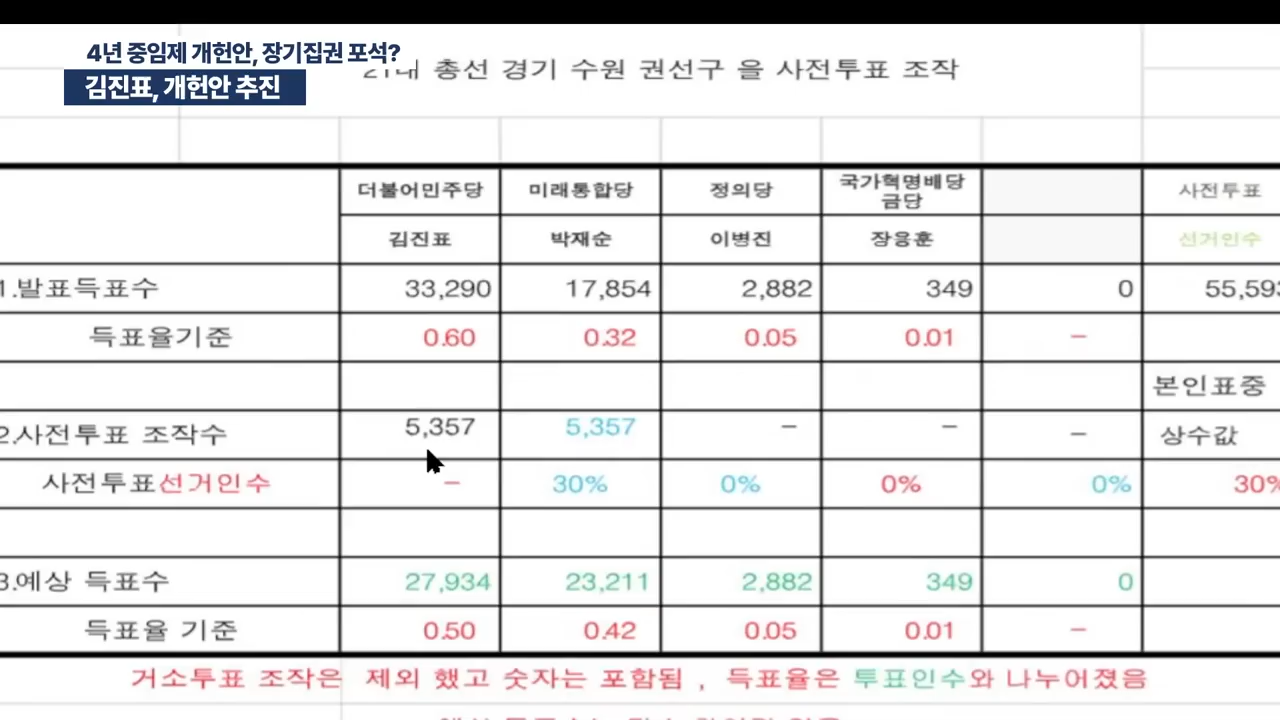 4년 중임제 개헌안, 장기집권 포석?
김진표, 개헌안 추진
총선 경기 수원 권선구 을 사전투표 조작
더불어민주당 미래통합당 정의당 국가혁명배당금당 사전투표
김진표 박재순 이병진 장응훈 선거인수
1.발표득표수 33,290 17,854 2,882 349 0 55,593
득표율기준 0.60 0.32 0.05 0.01 –
본인표중
2.사전투표 조작수 5,357 5,357 – – – 상수값
사전투표선거인수 – 30% 0% 0% 0% 30%
3.예상 득표수 27,934 23,211 2,882 349 0
득표율 기준 0.50 0.42 0.05 0.01 –
거소투표 조작은 제외 했고 숫자는 포함됨 , 득표율은 투표인수와 나누어졌음